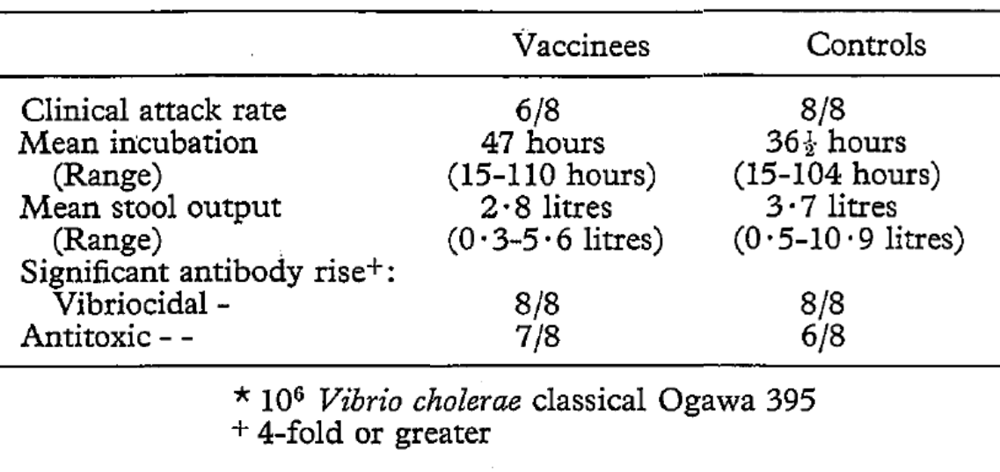 Vaccinees Controls
Clinical attack rate 6/8 8/8
Mean incubation 47 hours 36½ hours
(Range) (15-110 hours) (15-104 hours)
Mean stool output 2·8 litres 3·7 litres
(Range) (0·3-5·6 litres) (0·5-10·9 litres)
Significant antibody rise+:
Vibriocidal - 8/8 8/8
Antitoxic - - 7/8 6/8
* 10⁶ Vibrio cholerae classical Ogawa 395
+ 4-fold or greater